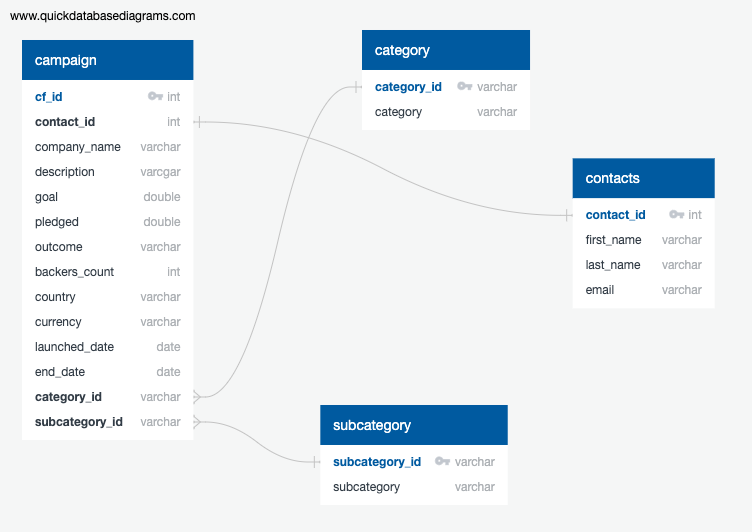 www.quickdatabasediagrams.com
campaign
cf_id int
contact_id int
company_name varchar
description varcgar
goal double
pledged double
outcome varchar
backers_count int
country varchar
currency varchar
launched_date date
end_date date
category_id varchar
subcategory_id varchar
category
category_id varchar
category varchar
contacts
contact_id int
first_name varchar
last_name varchar
email varchar
subcategory
subcategory_id varchar
subcategory varchar